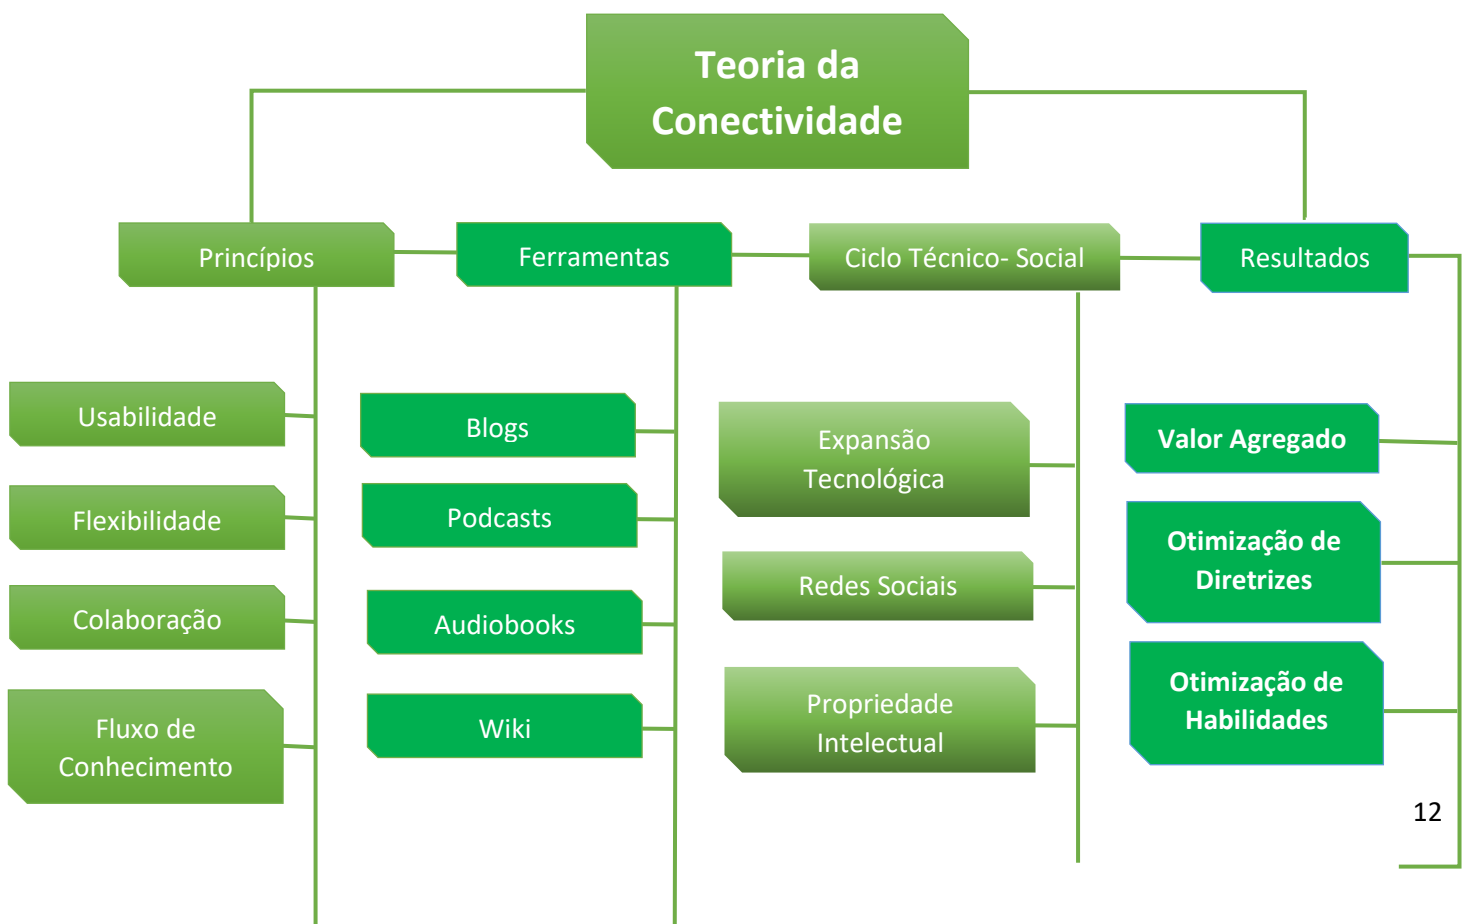 Teoria da
Conectividade
Princípios
Ferramentas
Ciclo Técnico- Social
Resultados
Usabilidade
Flexibilidade
Colaboração
Fluxo de
Conhecimento
Blogs
Podcasts
Audiobooks
Wiki
Expansão
Tecnológica
Redes Sociais
Propriedade
Intelectual
Valor Agregado
Otimização de
Diretrizes
Otimização de
Habilidades
12